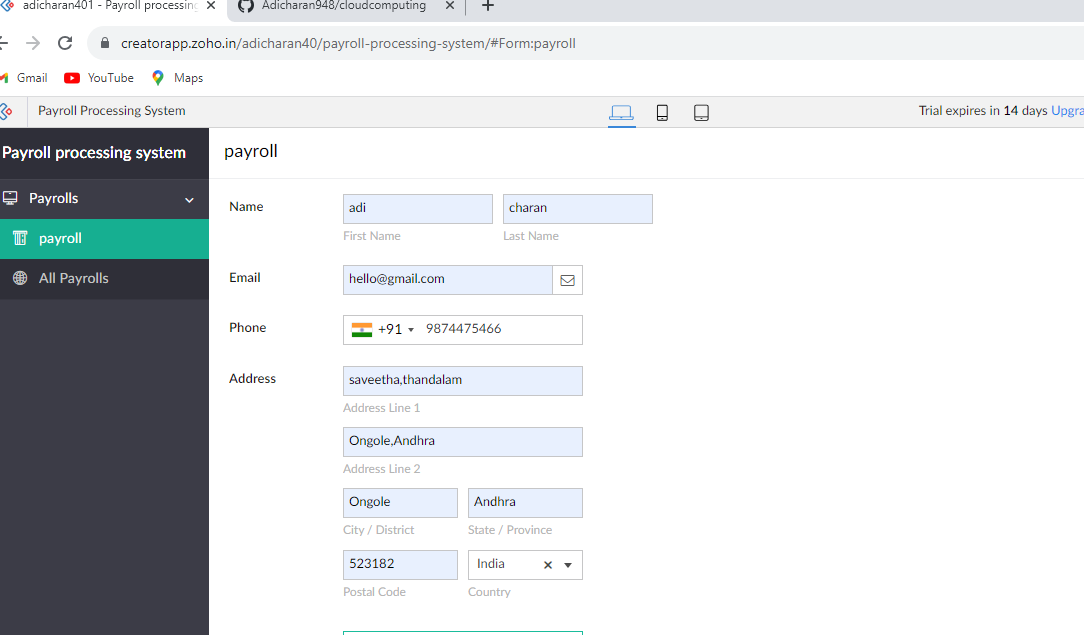 adicharan401 - Payroll processing
Adicharan948/cloudcomputing
creatorapp.zoho.in/adicharan40/payroll-processing-system/#Form:payroll
Gmail YouTube Maps
Payroll Processing System Trial expires in 14 days Upgra
Payroll processing system
Payrolls
payroll
All Payrolls
payroll
Name adi charan
First Name Last Name
Email hello@gmail.com
Phone +91 9874475466
Address saveetha,thandalam
Address Line 1
Ongole,Andhra
Address Line 2
Ongole Andhra
City / District State / Province
523182 India
Postal Code Country